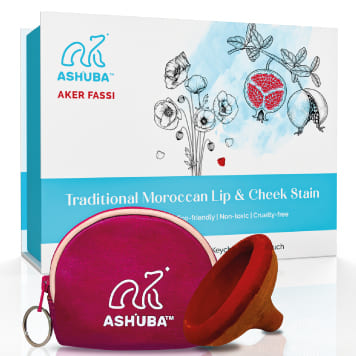 ASHUBA™
AKER FASSI
Traditional Moroccan Lip & Cheek Stain
Eco-friendly | Non-toxic | Cruelty-free
ASHUBA™